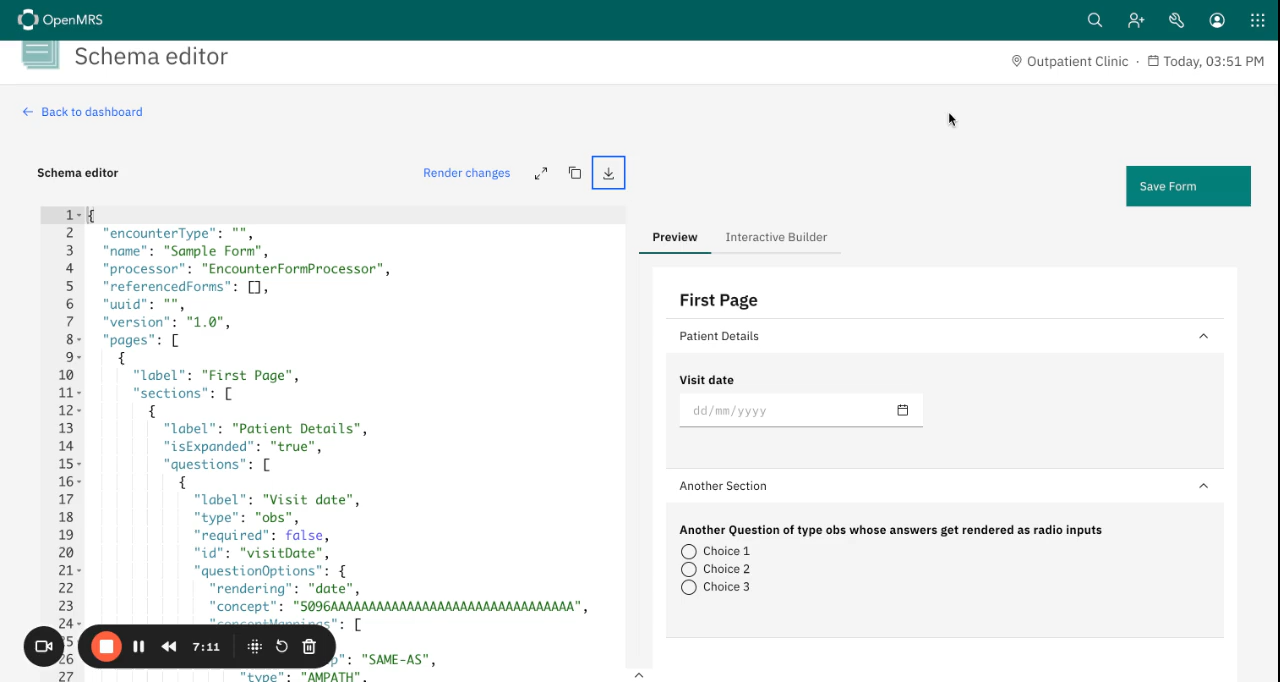 OpenMRS
Schema editor
Outpatient Clinic · Today, 03:51 PM
← Back to dashboard
Schema editor
Render changes
Save Form
1 {
2 "encounterType": "",
3 "name": "Sample Form",
4 "processor": "EncounterFormProcessor",
5 "referencedForms": [],
6 "uuid": "",
7 "version": "1.0",
8 "pages": [
9 {
10 "label": "First Page",
11 "sections": [
12 {
13 "label": "Patient Details",
14 "isExpanded": "true",
15 "questions": [
16 {
17 "label": "Visit date",
18 "type": "obs",
19 "required": false,
20 "id": "visitDate",
21 "questionOptions": {
22 "rendering": "date",
23 "concept": "5096AAAAAAAAAAAAAAAAAAAAAAAAAAAAAAAA",
24 "conceptMappings": [
26 p": "SAME-AS",
27 "type": "AMPATH",
7:11
Preview
Interactive Builder
First Page
Patient Details
Visit date
dd/mm/yyyy
Another Section
Another Question of type obs whose answers get rendered as radio inputs
Choice 1
Choice 2
Choice 3